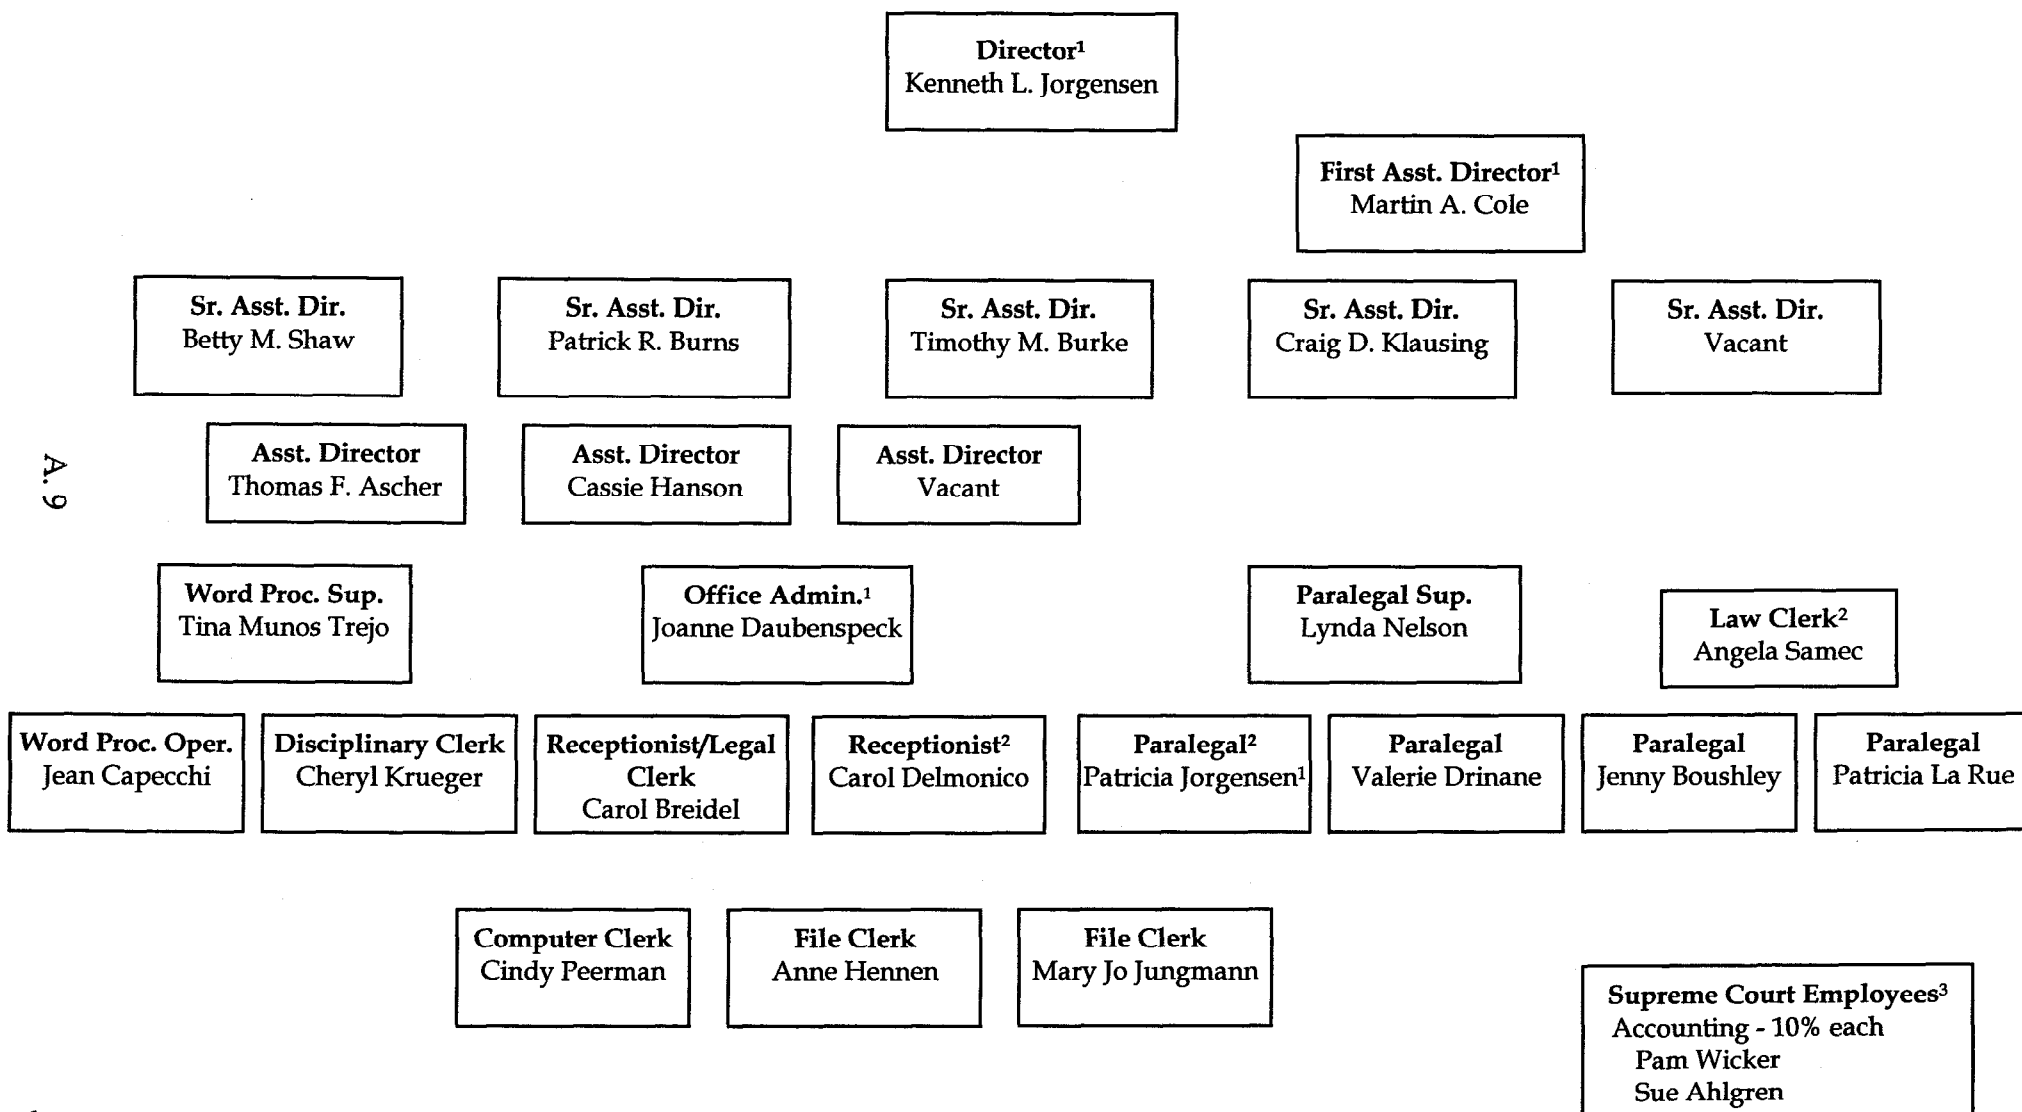 Director¹
Kenneth L. Jorgensen
First Asst. Director¹
Martin A. Cole
Sr. Asst. Dir.
Betty M. Shaw
Sr. Asst. Dir.
Patrick R. Burns
Sr. Asst. Dir.
Timothy M. Burke
Sr. Asst. Dir.
Craig D. Klausing
Sr. Asst. Dir.
Vacant
A. 9
Asst. Director
Thomas F. Ascher
Asst. Director
Cassie Hanson
Asst. Director
Vacant
Word Proc. Sup.
Tina Munos Trejo
Office Admin.¹
Joanne Daubenspeck
Paralegal Sup.
Lynda Nelson
Law Clerk²
Angela Samec
Word Proc. Oper.
Jean Capecchi
Disciplinary Clerk
Cheryl Krueger
Receptionist/Legal
Clerk
Carol Breidel
Receptionist²
Carol Delmonico
Paralegal²
Patricia Jorgensen¹
Paralegal
Valerie Drinane
Paralegal
Jenny Boushley
Paralegal
Patricia La Rue
Computer Clerk
Cindy Peerman
File Clerk
Anne Hennen
File Clerk
Mary Jo Jungmann
Supreme Court Employees³
Accounting - 10% each
Pam Wicker
Sue Ahlgren